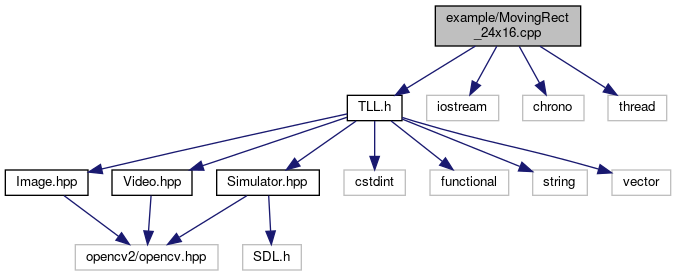 example/MovingRect
_24x16.cpp
TLL.h
iostream
chrono
thread
Image.hpp
Video.hpp
Simulator.hpp
cstdint
functional
string
vector
opencv2/opencv.hpp
SDL.h